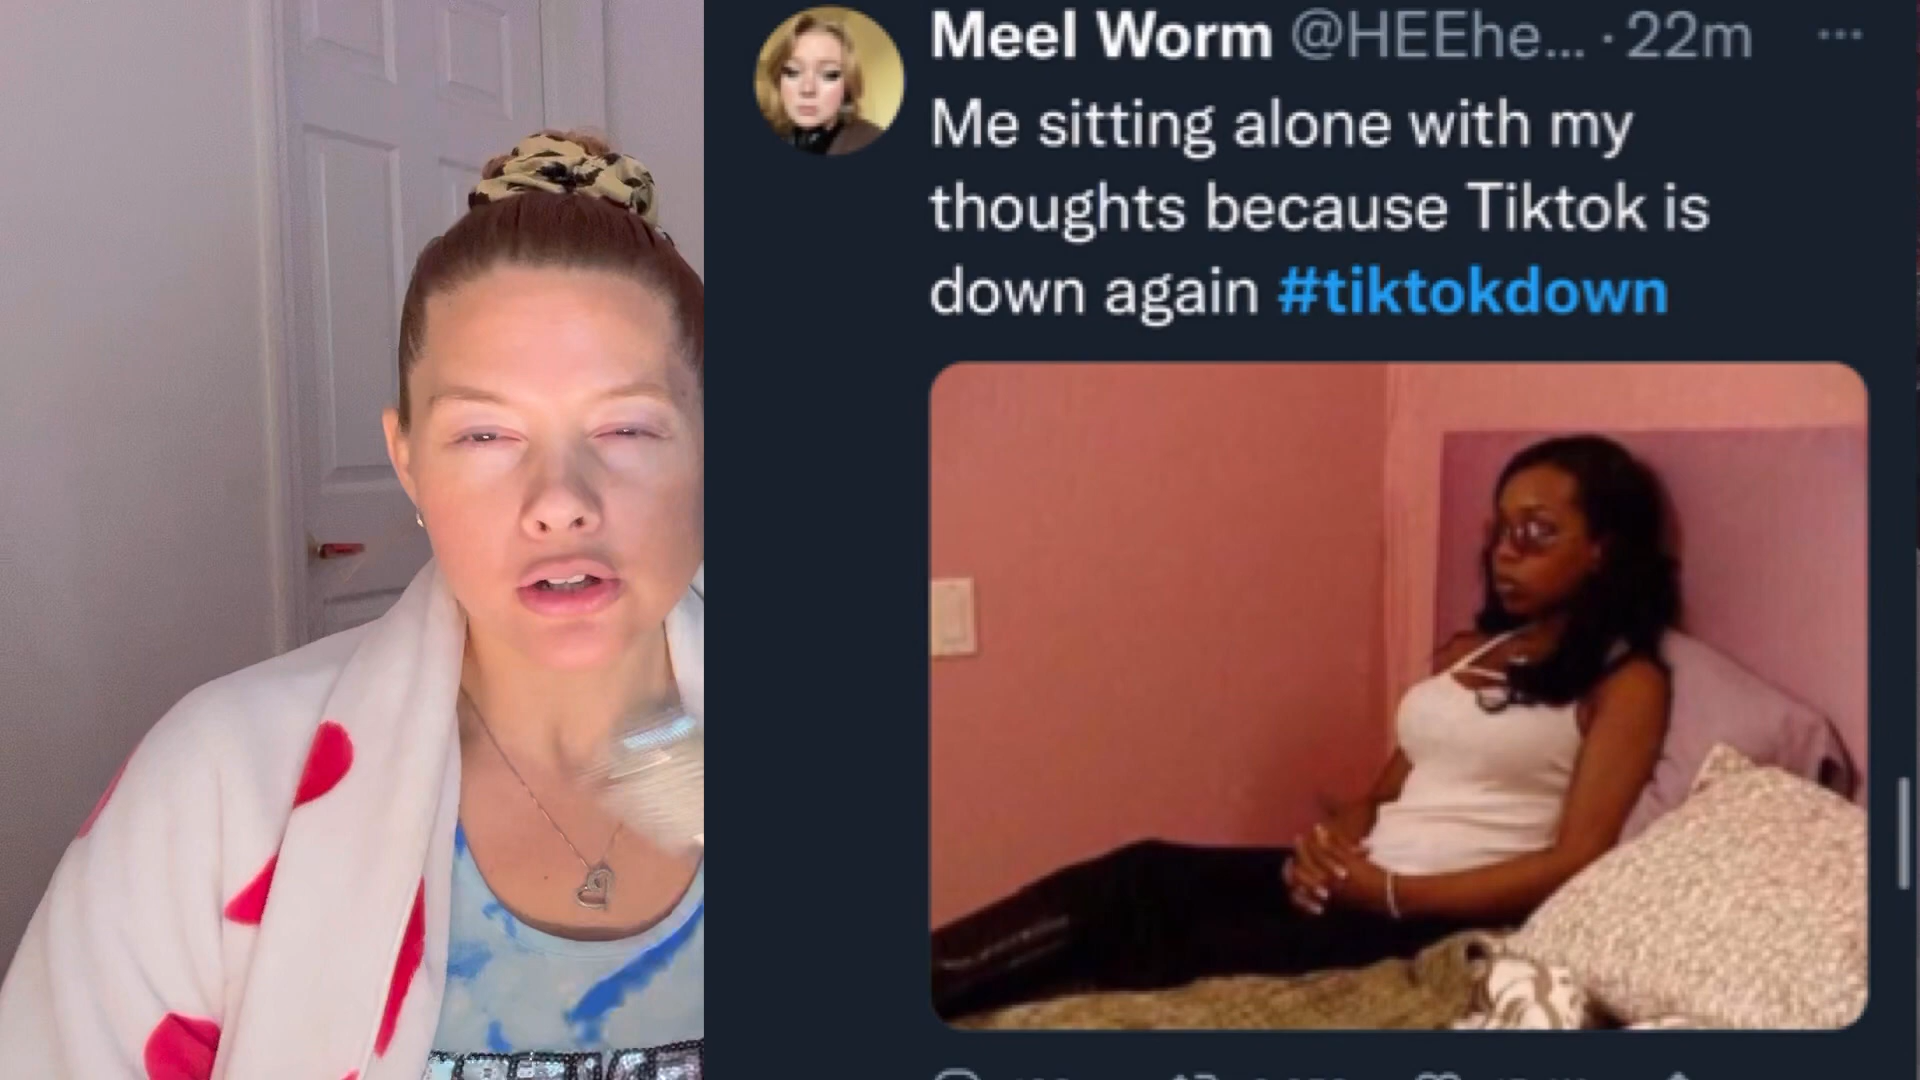 Meel Worm @HEEhe... · 22m
Me sitting alone with my
thoughts because Tiktok is
down again #tiktokdown